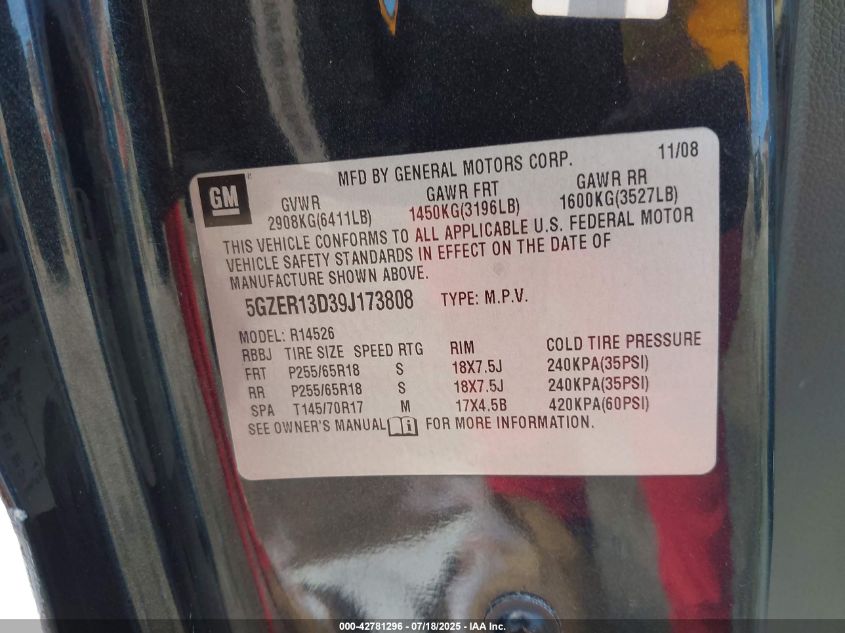 GM
MFD BY GENERAL MOTORS CORP. 11/08
GVWR GAWR FRT GAWR RR
2908KG(6411LB) 1450KG(3196LB) 1600KG(3527LB)
THIS VEHICLE CONFORMS TO ALL APPLICABLE U.S. FEDERAL MOTOR
VEHICLE SAFETY STANDARDS IN EFFECT ON THE DATE OF
MANUFACTURE SHOWN ABOVE.
5GZER13D39J173808 TYPE: M.P.V.
MODEL: R14526
RBBJ TIRE SIZE SPEED RTG RIM COLD TIRE PRESSURE
FRT P255/65R18 S 18X7.5J 240KPA(35PSI)
RR P255/65R18 S 18X7.5J 240KPA(35PSI)
SPA T145/70R17 M 17X4.5B 420KPA(60PSI)
SEE OWNER'S MANUAL i FOR MORE INFORMATION.
000-42781296 - 07/18/2025 - IAA Inc.